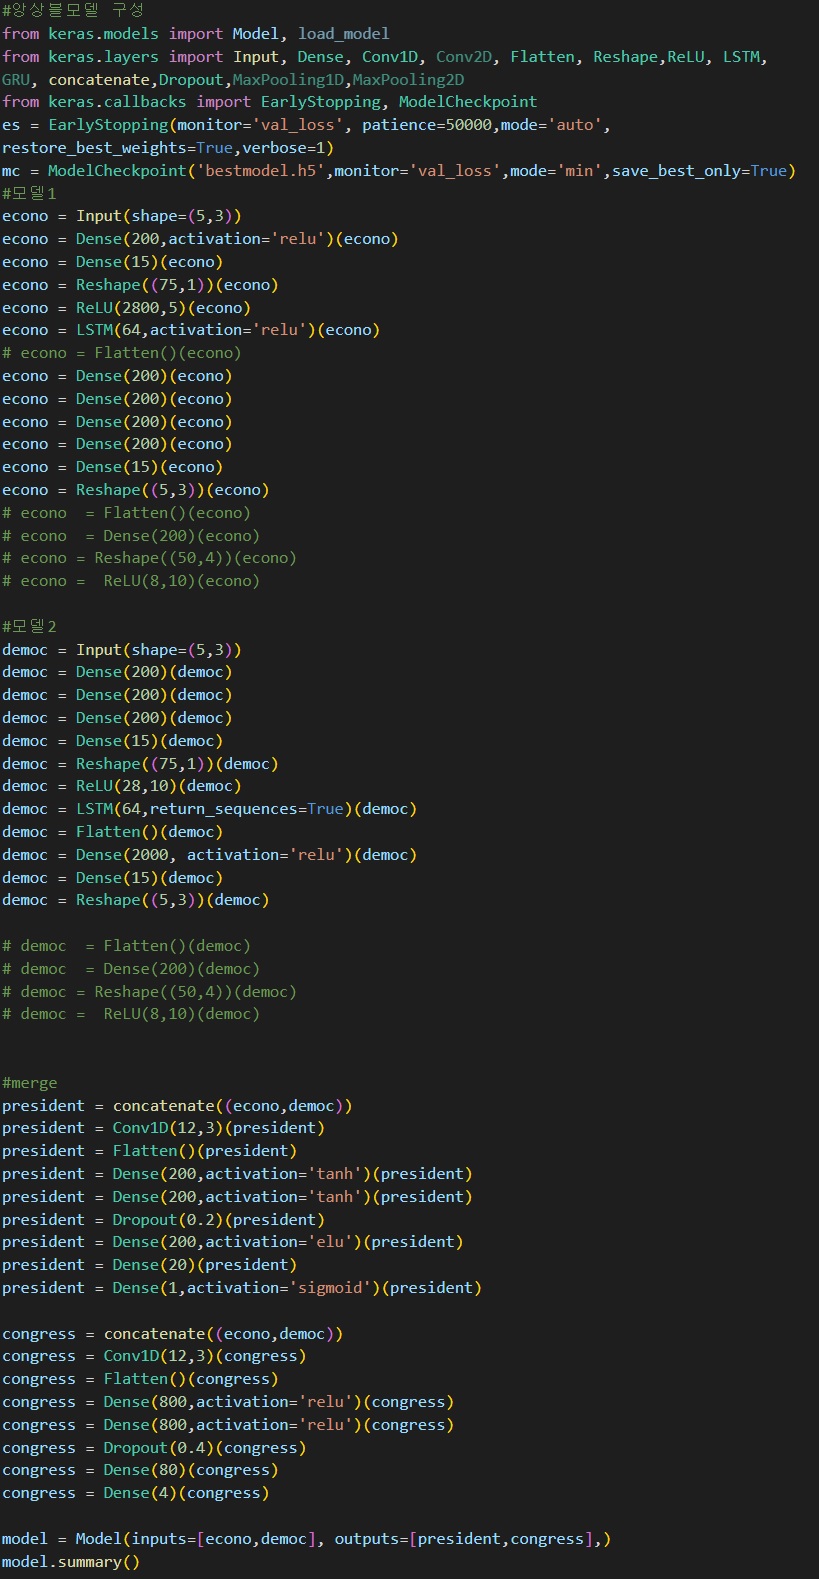 #앙상블모델 구성
from keras.models import Model, load_model
from keras.layers import Input, Dense, Conv1D, Conv2D, Flatten, Reshape,ReLU, LSTM,
GRU, concatenate,Dropout,MaxPooling1D,MaxPooling2D
from keras.callbacks import EarlyStopping, ModelCheckpoint
es = EarlyStopping(monitor='val_loss', patience=50000,mode='auto',
restore_best_weights=True,verbose=1)
mc = ModelCheckpoint('bestmodel.h5',monitor='val_loss',mode='min',save_best_only=True)
#모델1
econo = Input(shape=(5,3))
econo = Dense(200,activation='relu')(econo)
econo = Dense(15)(econo)
econo = Reshape((75,1))(econo)
econo = ReLU(2800,5)(econo)
econo = LSTM(64,activation='relu')(econo)
# econo = Flatten()(econo)
econo = Dense(200)(econo)
econo = Dense(200)(econo)
econo = Dense(200)(econo)
econo = Dense(200)(econo)
econo = Dense(15)(econo)
econo = Reshape((5,3))(econo)
# econo  = Flatten()(econo)
# econo  = Dense(200)(econo)
# econo = Reshape((50,4))(econo)
# econo =  ReLU(8,10)(econo)
#모델2
democ = Input(shape=(5,3))
democ = Dense(200)(democ)
democ = Dense(200)(democ)
democ = Dense(200)(democ)
democ = Dense(15)(democ)
democ = Reshape((75,1))(democ)
democ = ReLU(28,10)(democ)
democ = LSTM(64,return_sequences=True)(democ)
democ = Flatten()(democ)
democ = Dense(2000, activation='relu')(democ)
democ = Dense(15)(democ)
democ = Reshape((5,3))(democ)
# democ  = Flatten()(democ)
# democ  = Dense(200)(democ)
# democ = Reshape((50,4))(democ)
# democ =  ReLU(8,10)(democ)
#merge
president = concatenate((econo,democ))
president = Conv1D(12,3)(president)
president = Flatten()(president)
president = Dense(200,activation='tanh')(president)
president = Dense(200,activation='tanh')(president)
president = Dropout(0.2)(president)
president = Dense(200,activation='elu')(president)
president = Dense(20)(president)
president = Dense(1,activation='sigmoid')(president)
congress = concatenate((econo,democ))
congress = Conv1D(12,3)(congress)
congress = Flatten()(congress)
congress = Dense(800,activation='relu')(congress)
congress = Dense(800,activation='relu')(congress)
congress = Dropout(0.4)(congress)
congress = Dense(80)(congress)
congress = Dense(4)(congress)
model = Model(inputs=[econo,democ], outputs=[president,congress],)
model.summary()